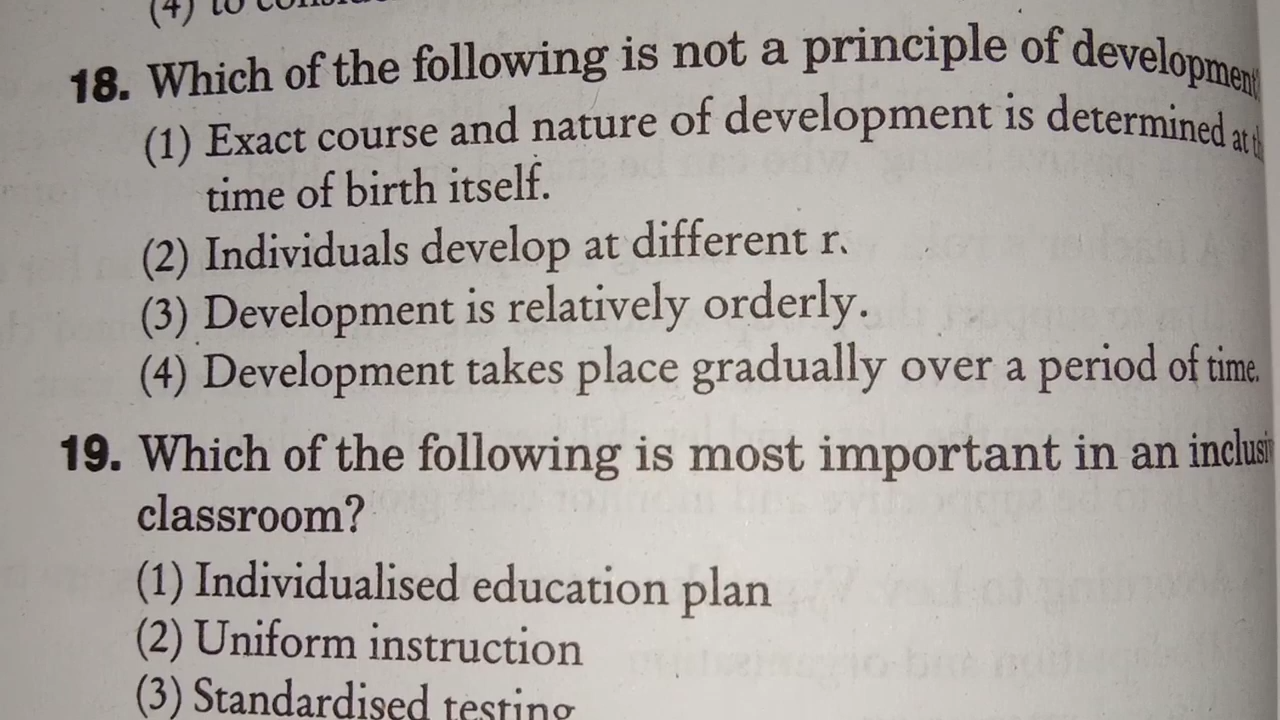 (4) to
18. Which of the following is not a principle of development
(1) Exact course and nature of development is determined at
time of birth itself.
(2) Individuals develop at different r.
(3) Development is relatively orderly.
(4) Development takes place gradually over a period of time.
19. Which of the following is most important in an
classroom?
(1) Individualised education plan
(2) Uniform instruction
(3) Standardised testing